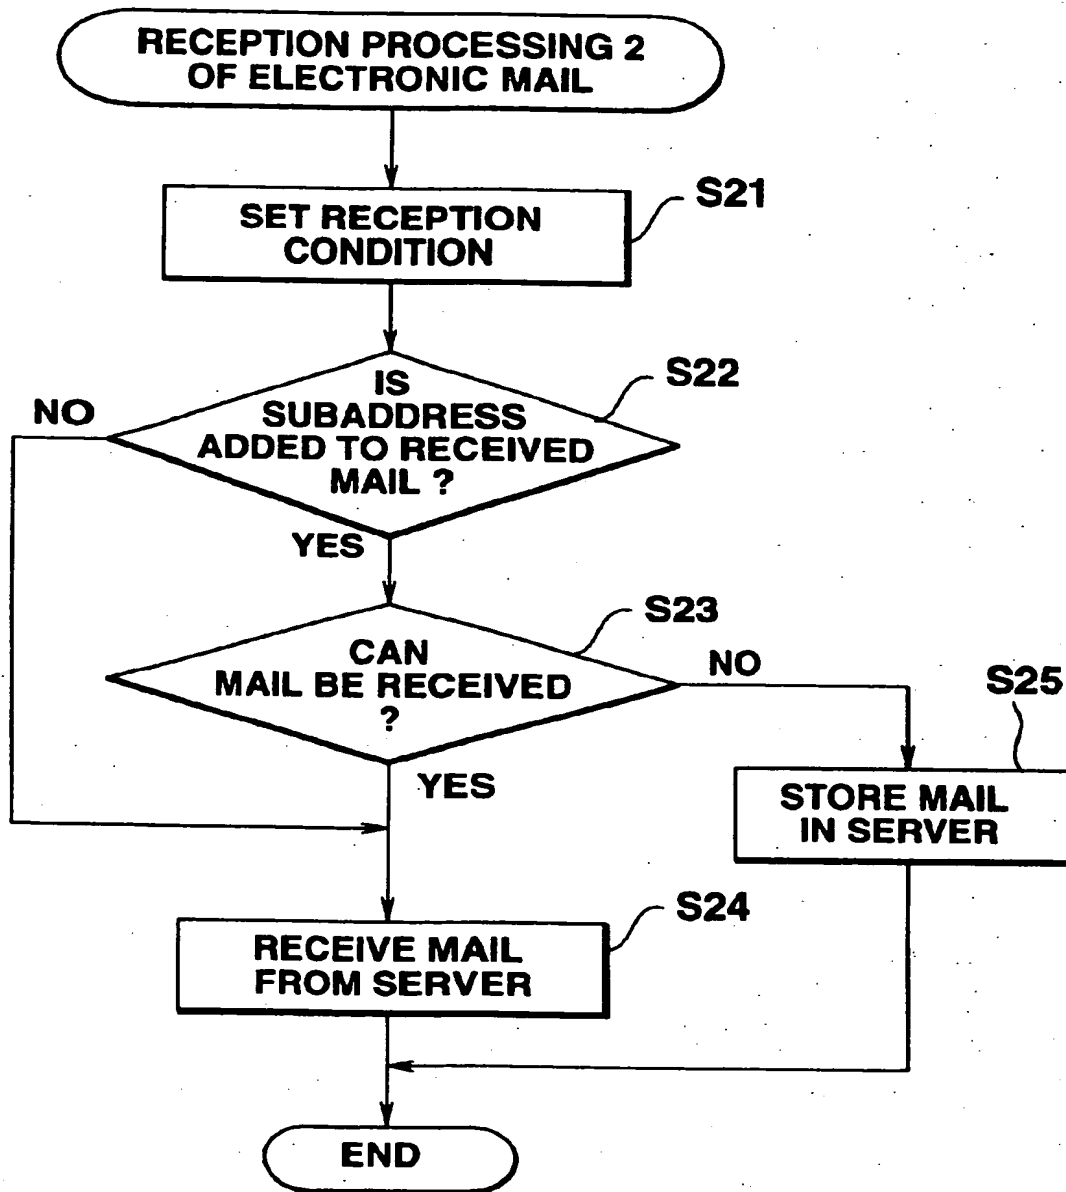 RECEPTION PROCESSING 2
OF ELECTRONIC MAIL
S21
SET RECEPTION
CONDITION
S22
IS
SUBADDRESS
ADDED TO RECEIVED
MAIL ?
NO
YES
S23
CAN
MAIL BE RECEIVED
?
NO
YES
S25
STORE MAIL
IN SERVER
S24
RECEIVE MAIL
FROM SERVER
END